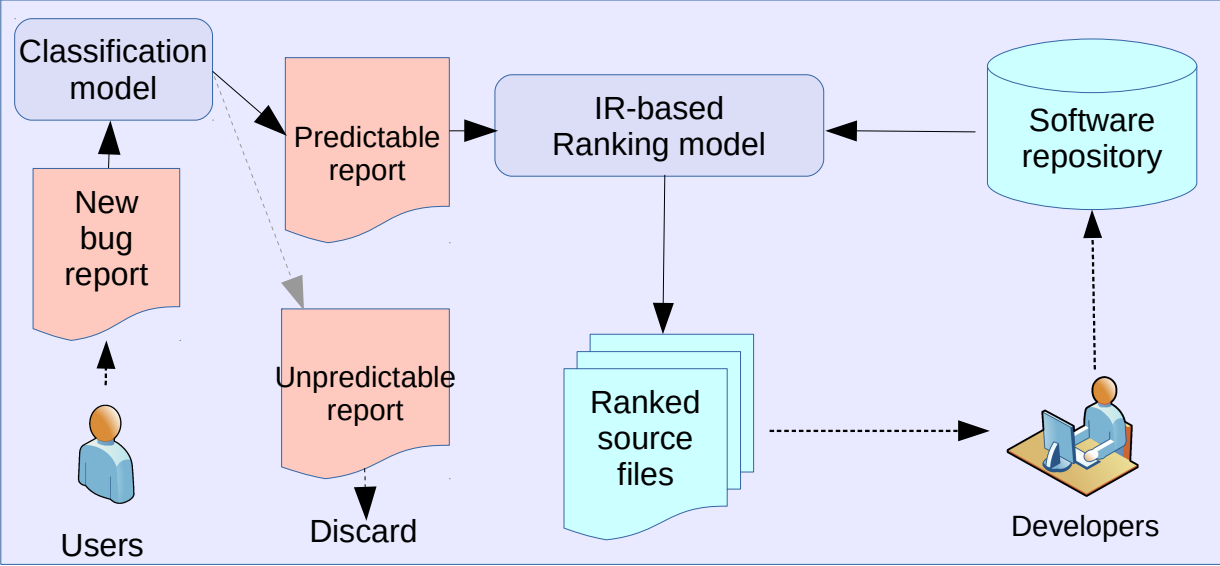 Classification
model
Predictable
report
IR-based
Ranking model
Software
repository
New
bug
report
Unpredictable
report
Ranked
source
files
Discard
Users
Developers